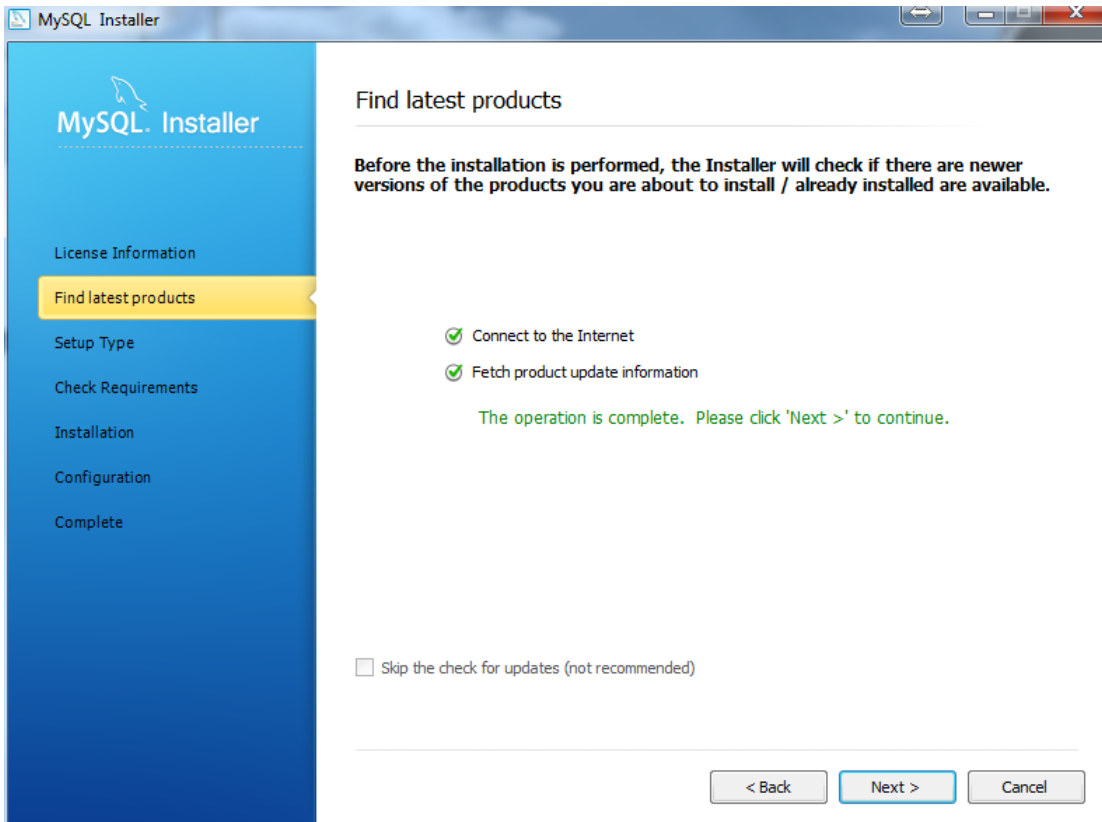 MySQL Installer
MySQL. Installer
License Information
Find latest products
Setup Type
Check Requirements
Installation
Configuration
Complete
Find latest products
Before the installation is performed, the Installer will check if there are newer
versions of the products you are about to install / already installed are available.
Connect to the Internet
Fetch product update information
The operation is complete. Please click 'Next >' to continue.
Skip the check for updates (not recommended)
< Back
Next >
Cancel